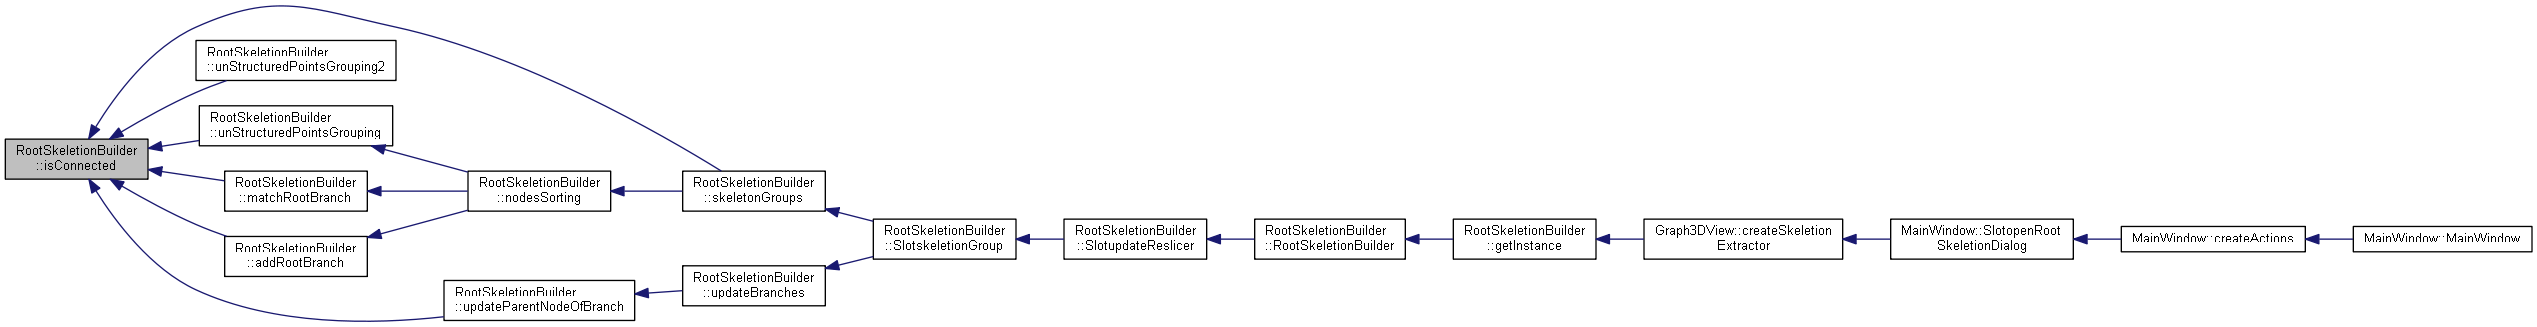 RootSkeletionBuilder
::isConnected
RootSkeletionBuilder
::unStructuredPointsGrouping2
RootSkeletionBuilder
::unStructuredPointsGrouping
RootSkeletionBuilder
::matchRootBranch
RootSkeletionBuilder
::addRootBranch
RootSkeletionBuilder
::updateParentNodeOfBranch
RootSkeletionBuilder
::nodesSorting
RootSkeletionBuilder
::skeletonGroups
RootSkeletionBuilder
::updateBranches
RootSkeletionBuilder
::SlotskeletionGroup
RootSkeletionBuilder
::SlotupdateReslicer
RootSkeletionBuilder
::RootSkeletionBuilder
RootSkeletionBuilder
::getInstance
Graph3DView::createSkeletion
Extractor
MainWindow::SlotopenRoot
SkeletionDialog
MainWindow::createActions
MainWindow::MainWindow